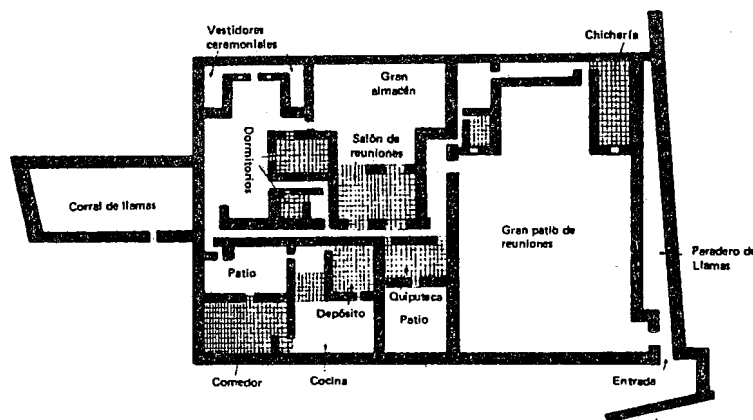 Vestidores
ceremoniales
Chichería
Gran
almacén
Dormitorios
Salón de
reuniones
Corral de llamas
Gran patio de
reuniones
Paradero de
Llamas
Patio
Depósito
Quiputeca
Patio
Comedor
Cocina
Entrada